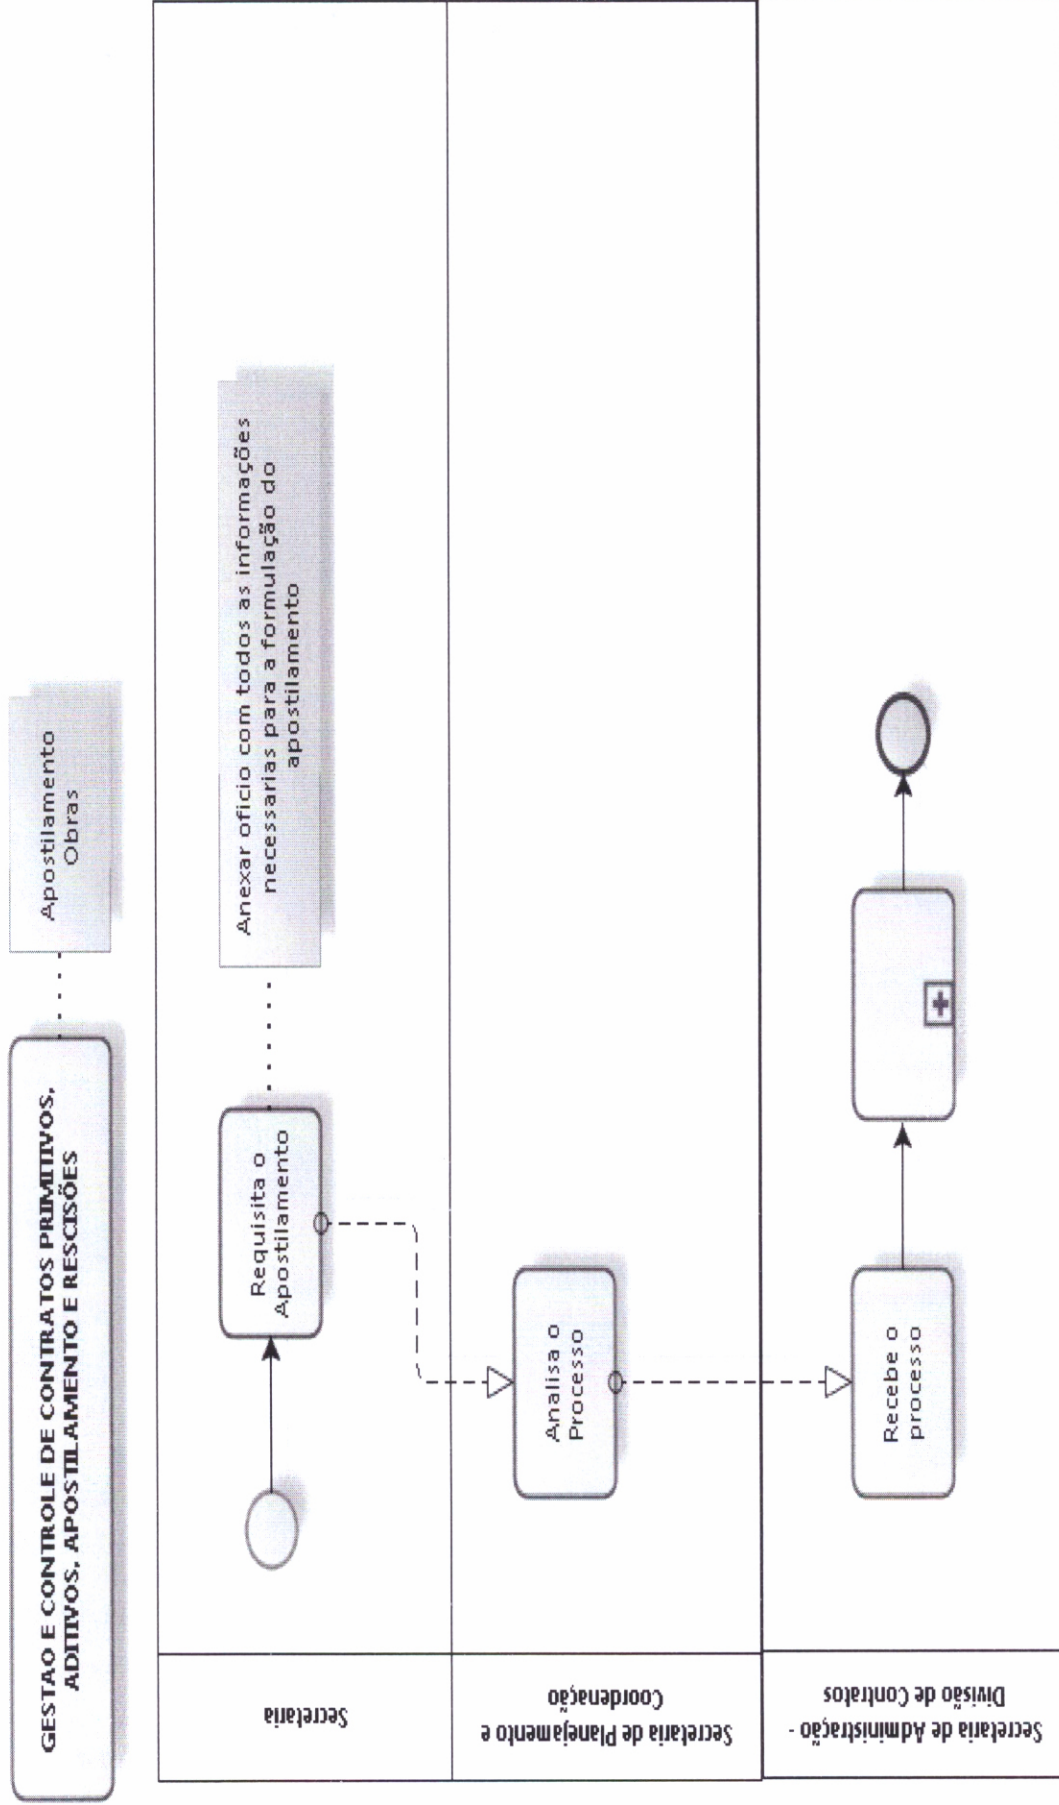 GESTAO E CONTROLE DE CONTRATOS PRIMITIVOS,
ADITIVOS, APOSTILAMENTO E RESCISÕES
Apostilamento
Obras
Secretaria
Requisita o
Apostilamento
Anexar oficio com todos as informações
necessarias para a formulação do
apostilamento
Secretaria de Planejamento e
Coordenação
Analisa o
Processo
Secretaria de Administração -
Divisão de Contratos
Recebe o
processo